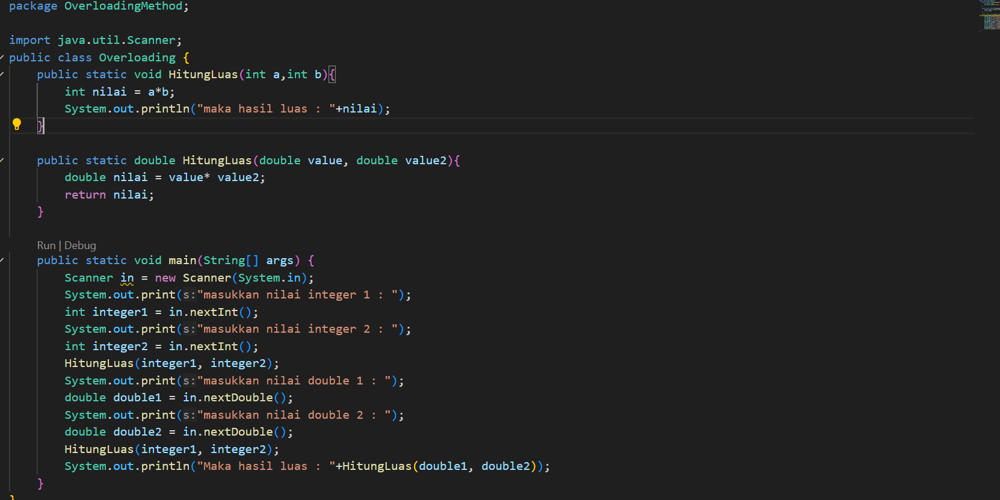 package OverloadingMethod;
import java.util.Scanner;
public class Overloading {
public static void HitungLuas(int a,int b){
int nilai = a*b;
System.out.println("maka hasil luas : "+nilai);
}
public static double HitungLuas(double value, double value2){
double nilai = value* value2;
return nilai;
}
Run | Debug
public static void main(String[] args) {
Scanner in = new Scanner(System.in);
System.out.print(s:"masukkan nilai integer 1 : ");
int integer1 = in.nextInt();
System.out.print(s:"masukkan nilai integer 2 : ");
int integer2 = in.nextInt();
HitungLuas(integer1, integer2);
System.out.print(s:"masukkan nilai double 1 : ");
double double1 = in.nextDouble();
System.out.print(s:"masukkan nilai double 2 : ");
double double2 = in.nextDouble();
HitungLuas(integer1, integer2);
System.out.println("Maka hasil luas : "+HitungLuas(double1, double2));
}
}